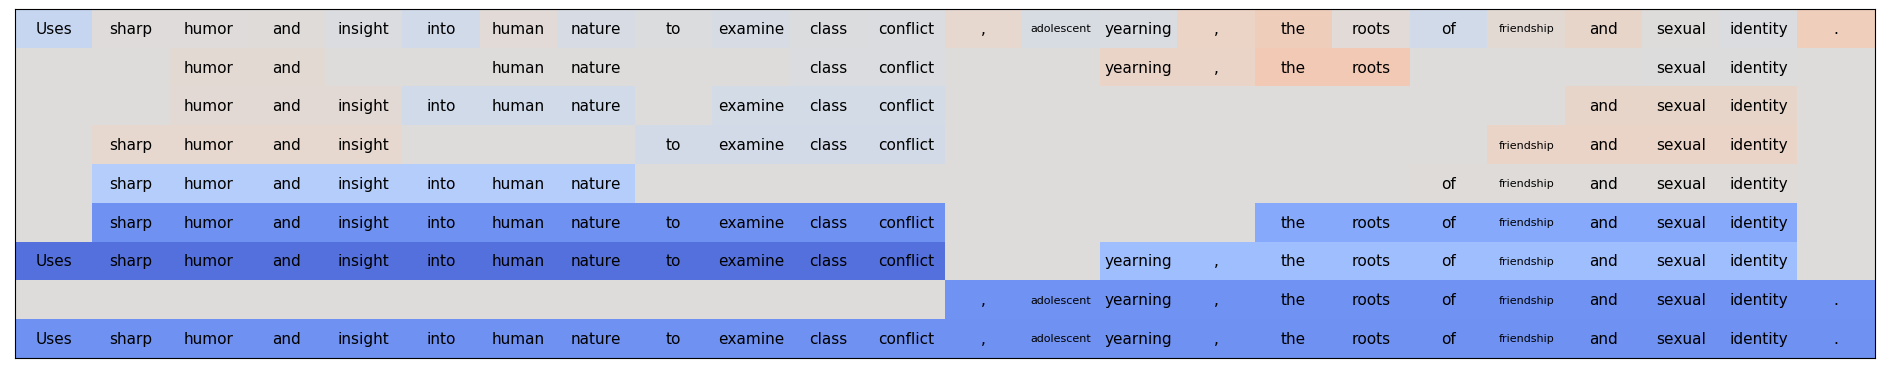 Uses sharp humor and insight into human nature to examine class conflict , adolescent yearning , the roots of friendship and sexual identity .
humor and human nature class conflict yearning , the roots sexual identity
humor and insight into human nature examine class conflict and sexual identity
sharp humor and insight to examine class conflict friendship and sexual identity
sharp humor and insight into human nature of friendship and sexual identity
sharp humor and insight into human nature to examine class conflict the roots of friendship and sexual identity
Uses sharp humor and insight into human nature to examine class conflict yearning , the roots of friendship and sexual identity
, adolescent yearning , the roots of friendship and sexual identity .
Uses sharp humor and insight into human nature to examine class conflict , adolescent yearning , the roots of friendship and sexual identity .